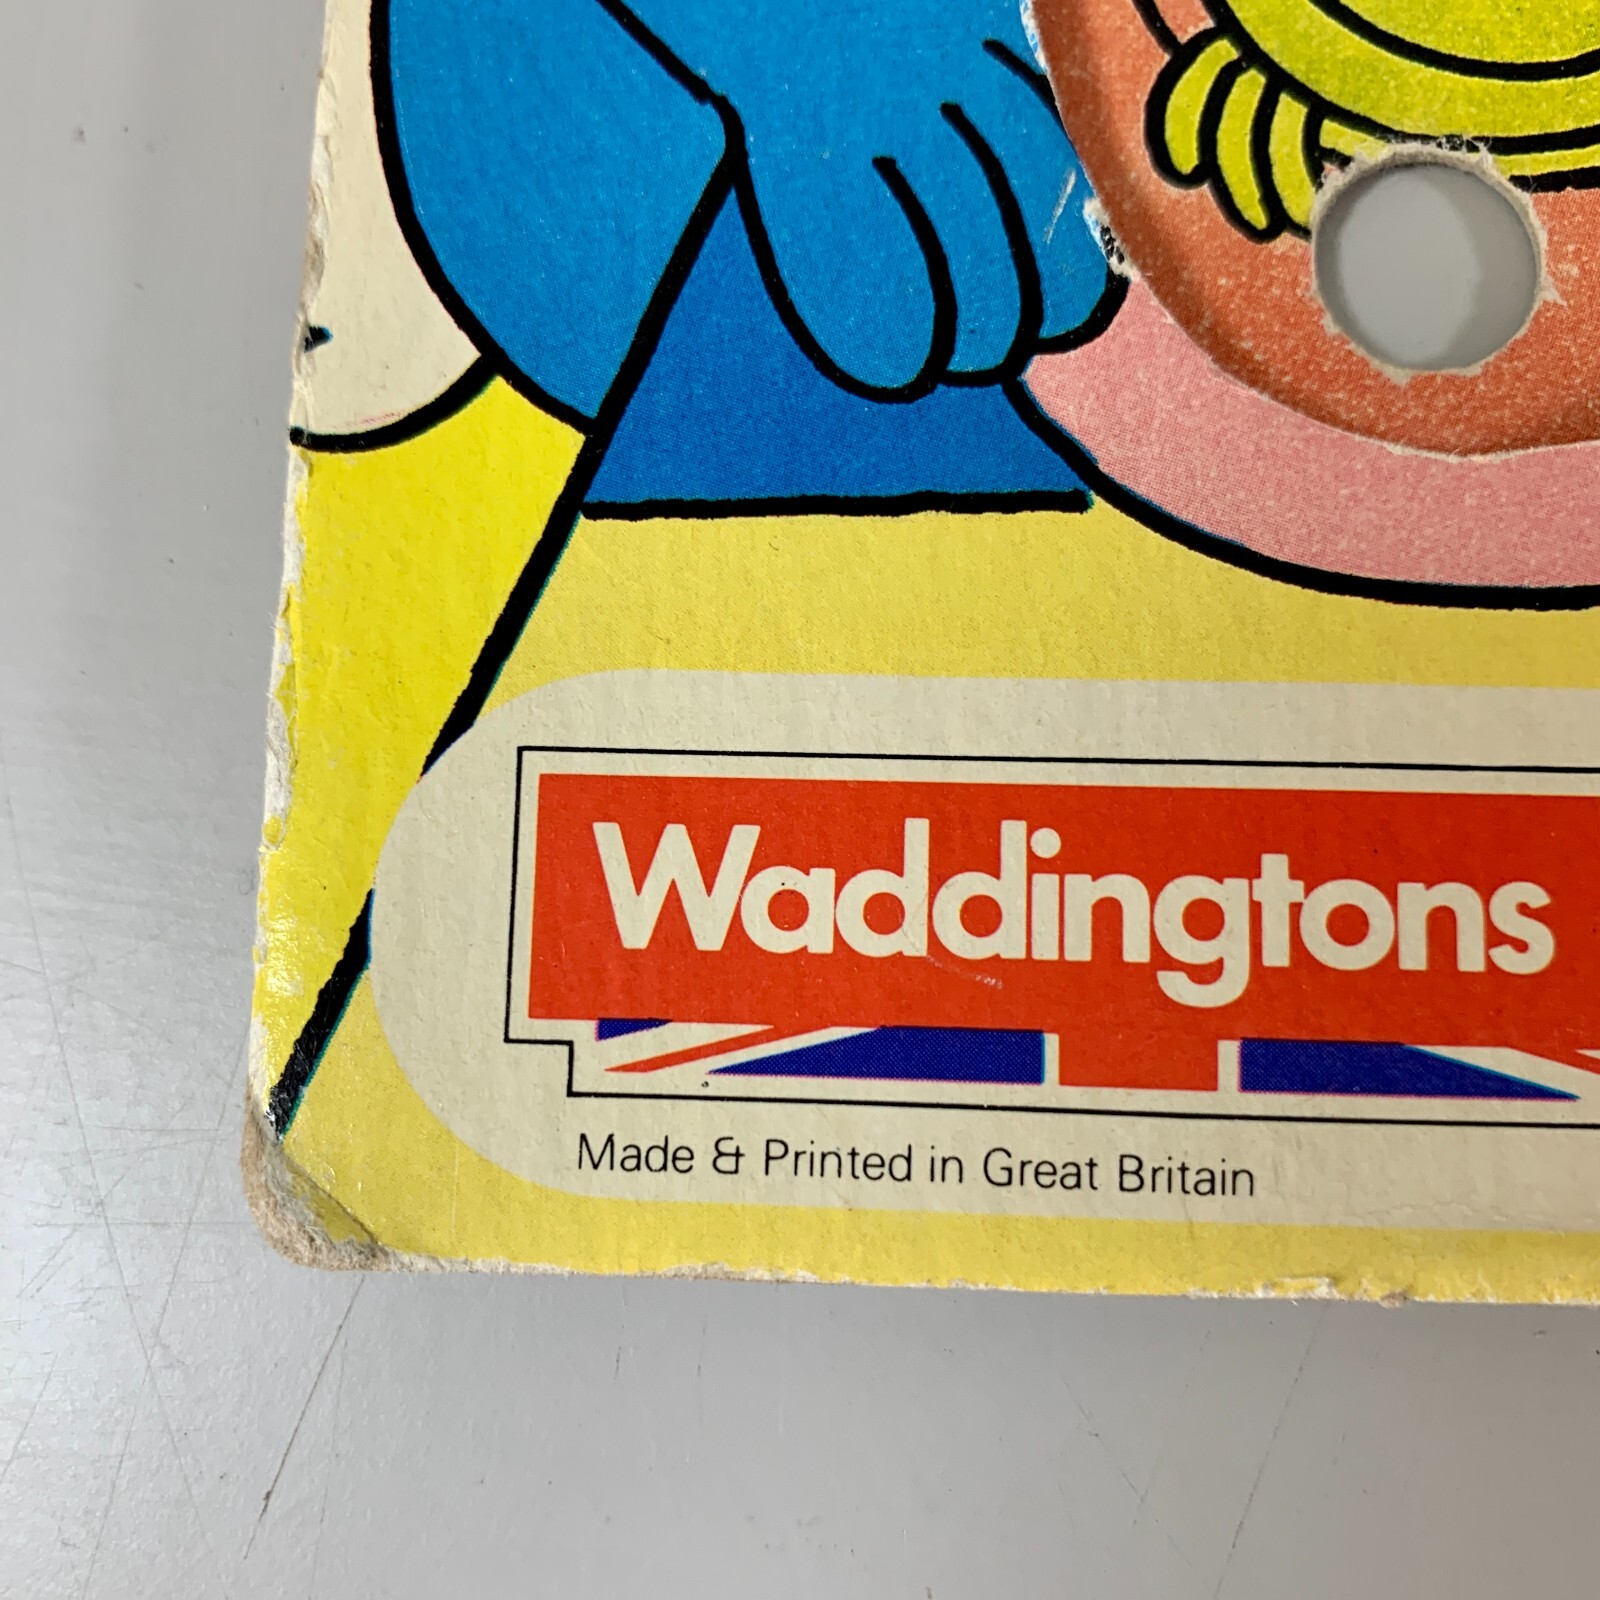 Waddingtons
Made & Printed in Great Britain